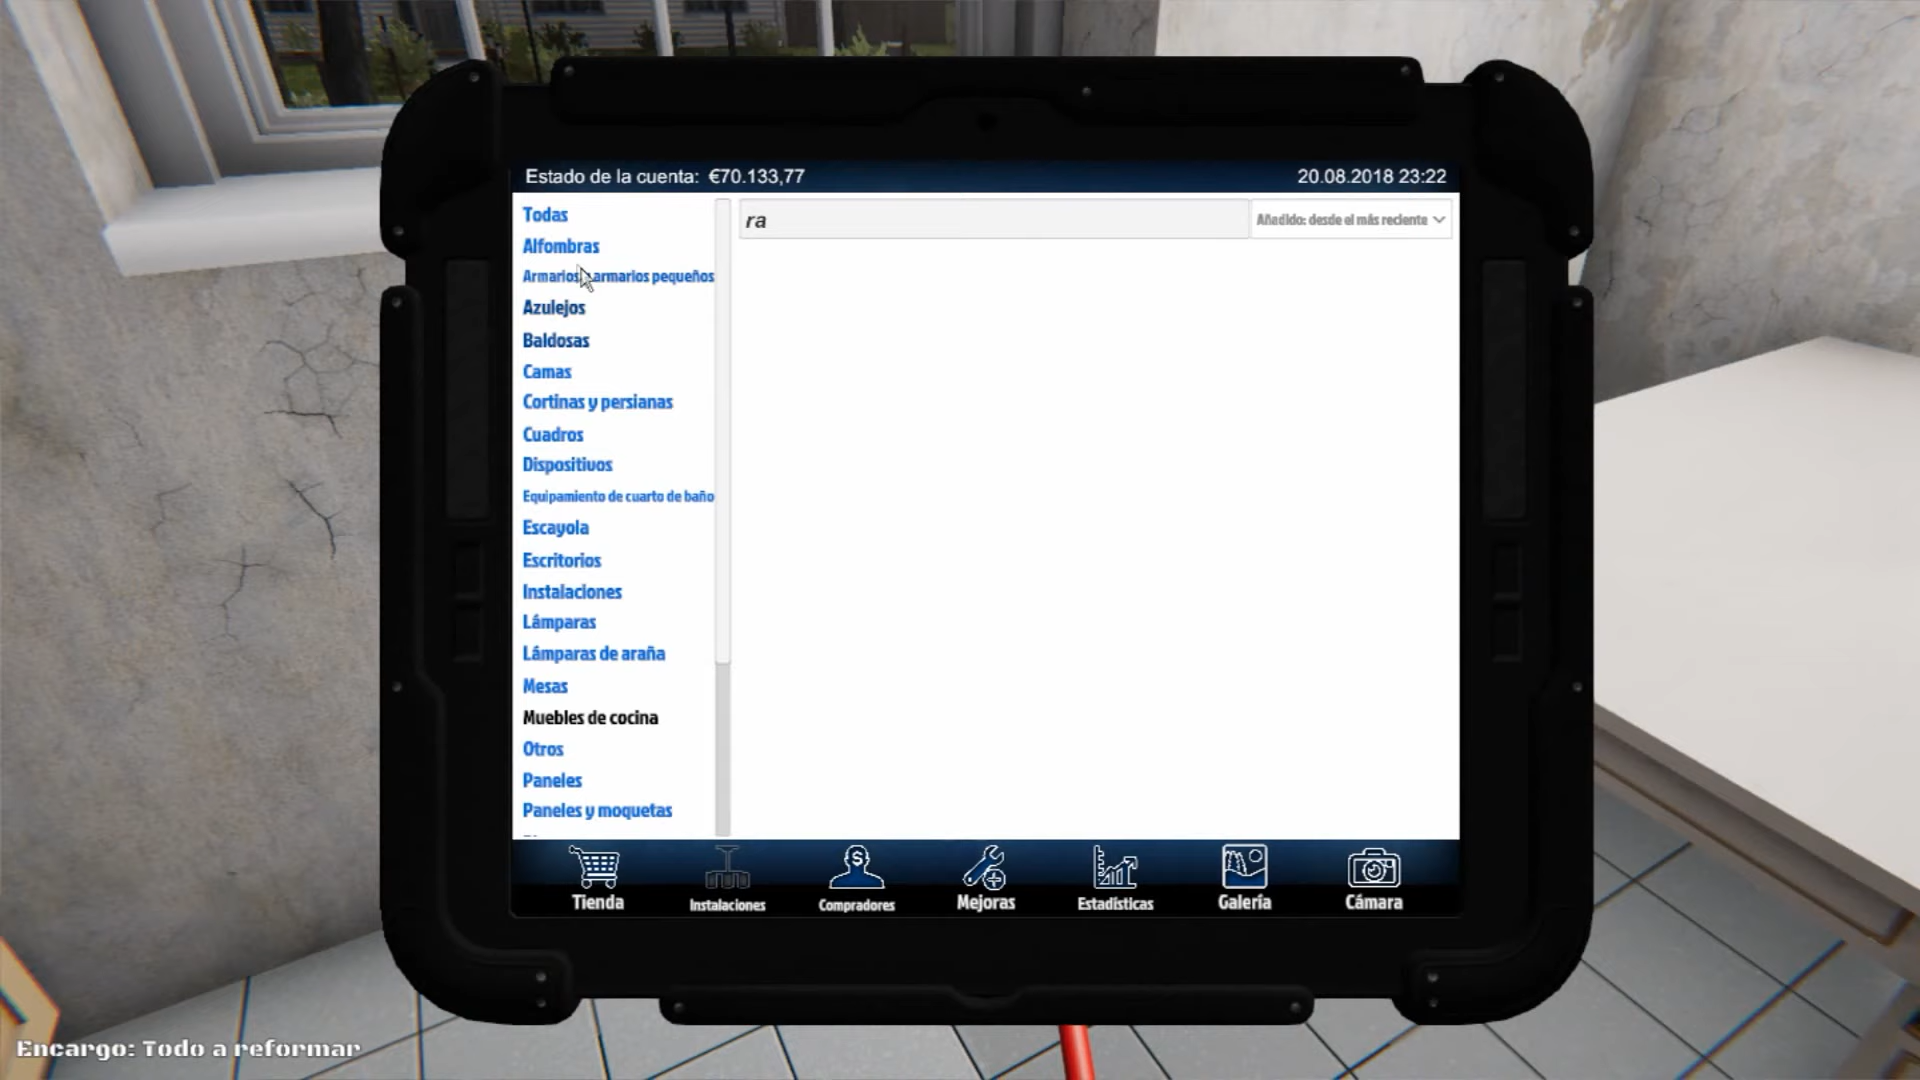 Estado de la cuenta: €70.133,77
20.08.2018 23:22
Todas
Alfombras
Armarios y armarios pequeños
Azulejos
Baldosas
Camas
Cortinas y persianas
Cuadros
Dispositivos
Equipamiento de cuarto de baño
Escayola
Escritorios
Instalaciones
Lámparas
Lámparas de araña
Mesas
Muebles de cocina
Otros
Paneles
Paneles y moquetas
ra
Añadido: desde el más reciente
Tienda
Instalaciones
Compradores
Mejoras
Estadísticas
Galería
Cámara
Encargo: Todo a reformar